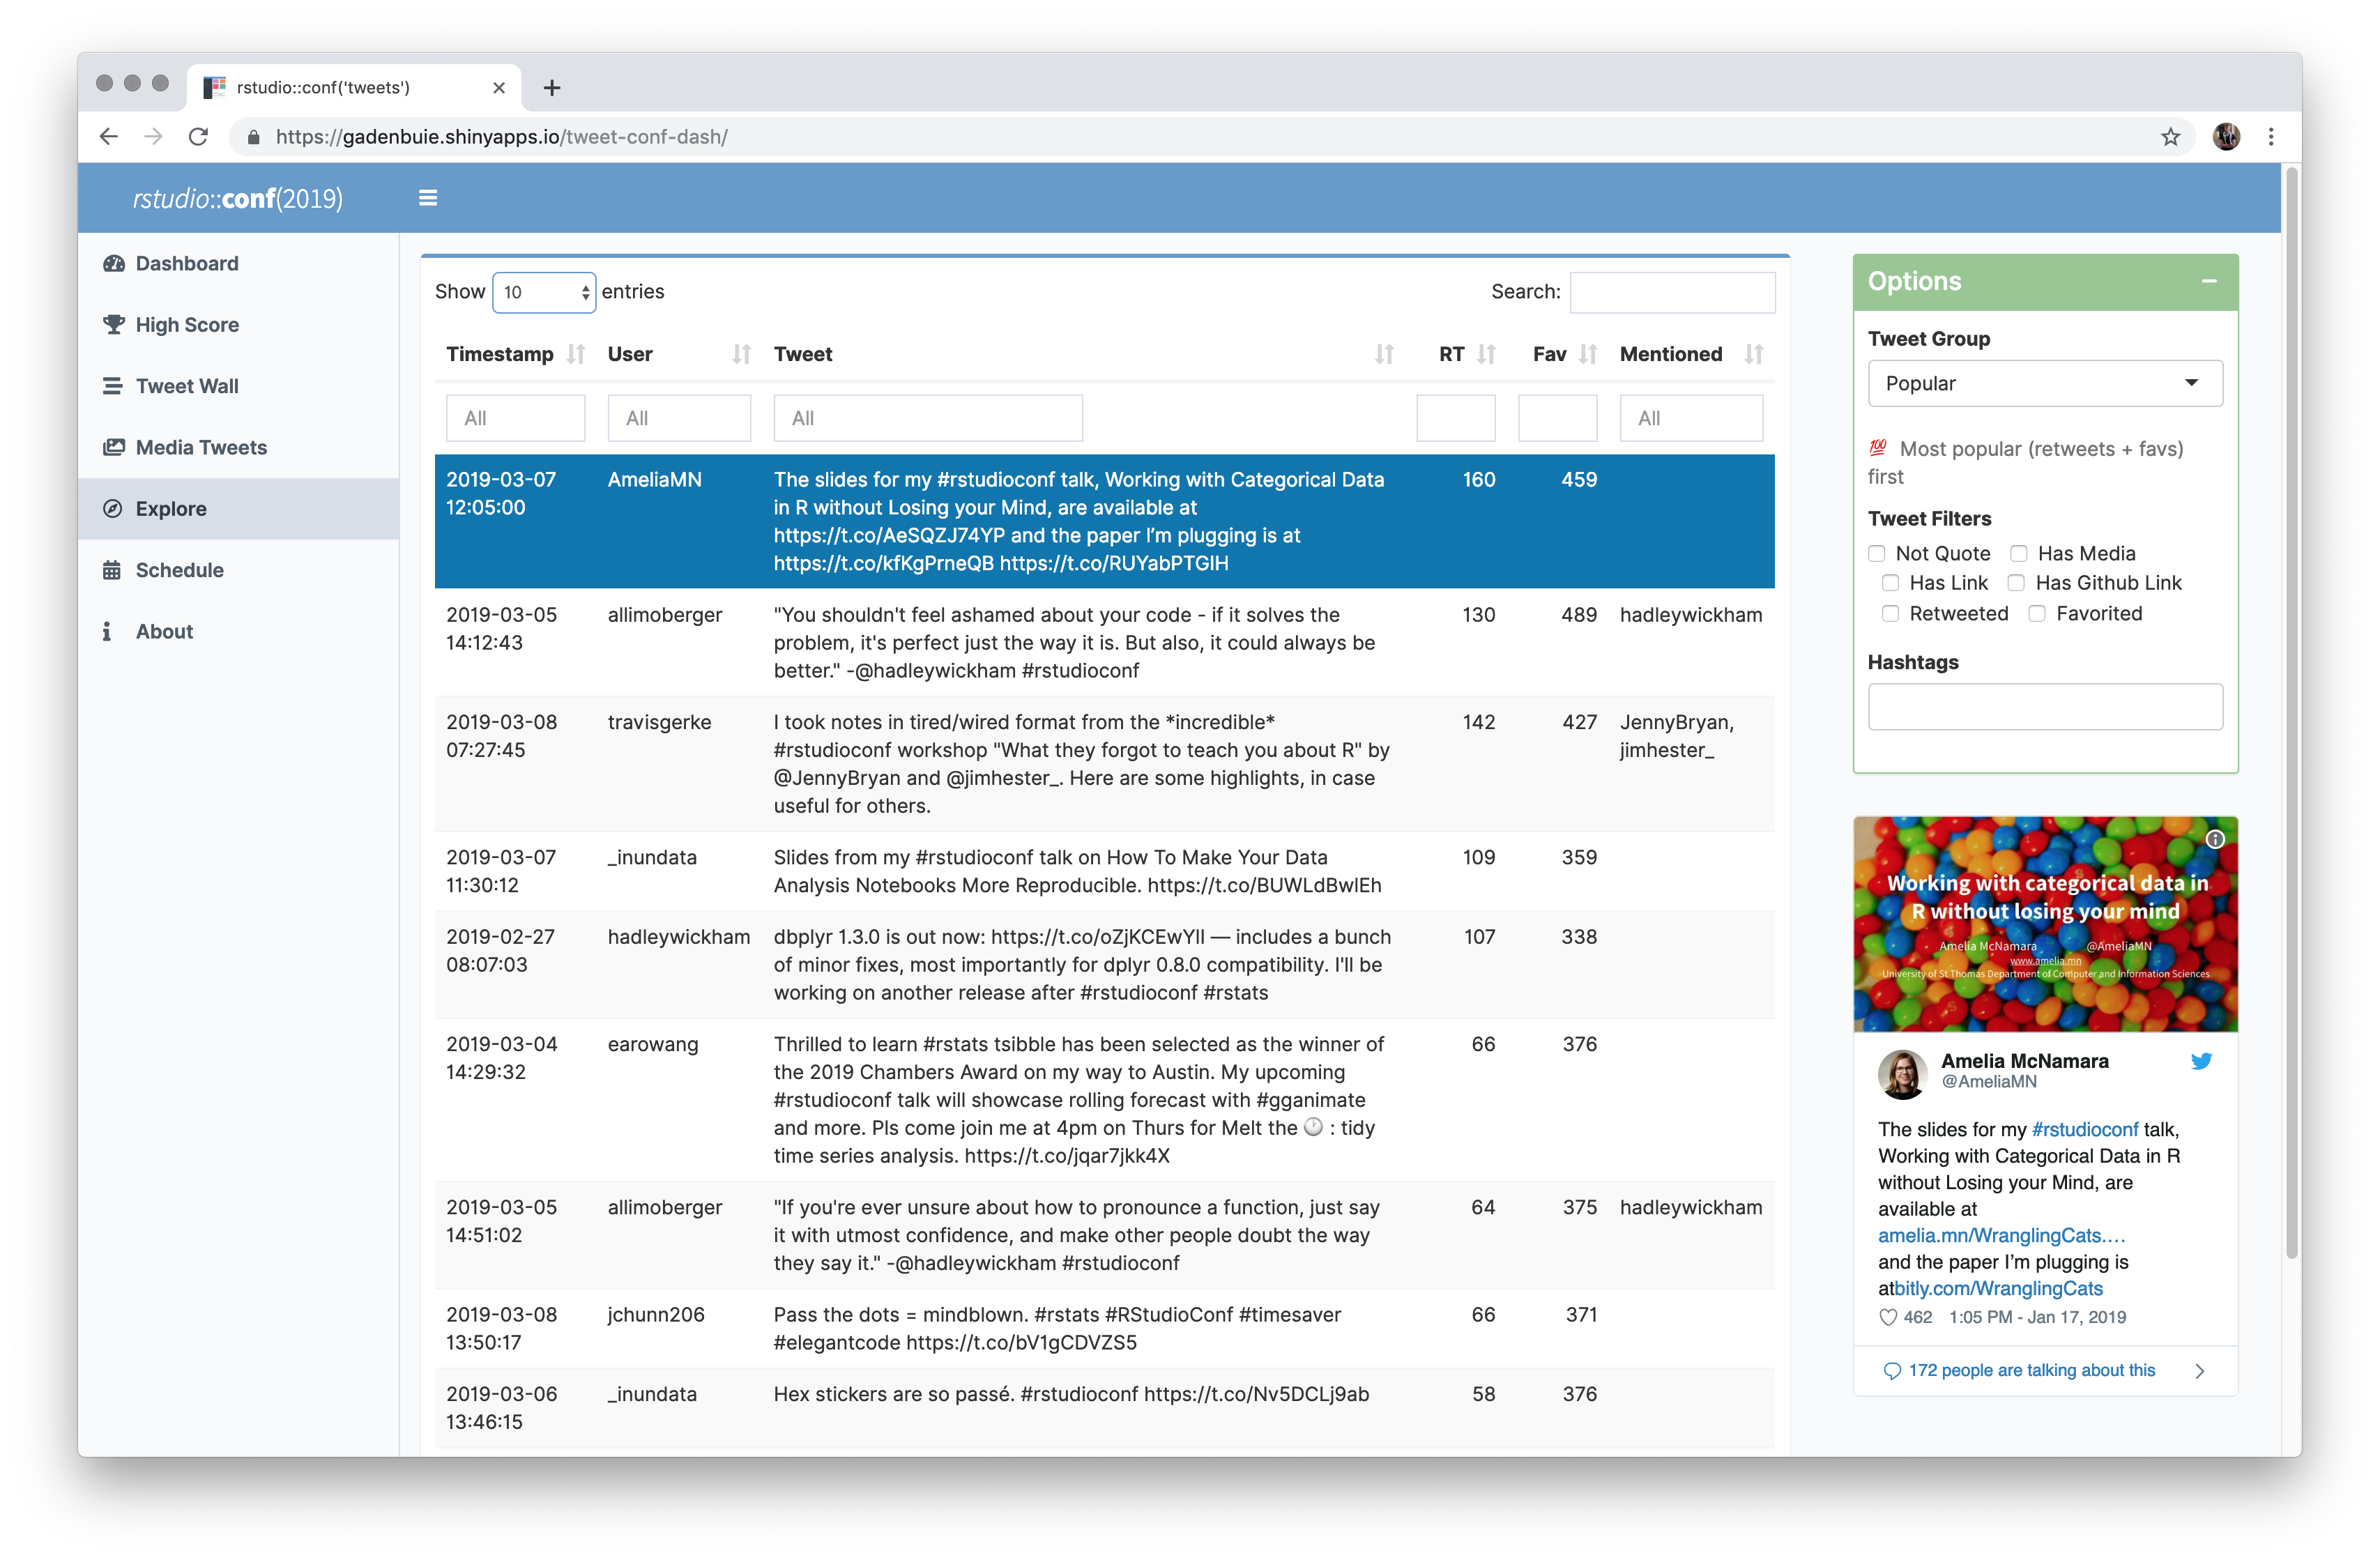 rstudio::conf('tweets')
https://gadenbuie.shinyapps.io/tweet-conf-dash/
rstudio::conf(2019)
Dashboard
High Score
Tweet Wall
Media Tweets
Explore
Schedule
About
Show 10 entries
Search:
Timestamp User Tweet RT Fav Mentioned
All All All All
2019-03-07 AmeliaMN The slides for my #rstudioconf talk, Working with Categorical Data 160 459
12:05:00 in R without Losing your Mind, are available at
https://t.co/AeSQZJ74YP and the paper I’m plugging is at
https://t.co/kfKgPrneQB https://t.co/RUYabPTGIH
2019-03-05 allimoberger "You shouldn't feel ashamed about your code - if it solves the 130 489 hadleywickham
14:12:43 problem, it's perfect just the way it is. But also, it could always be
better." -@hadleywickham #rstudioconf
2019-03-08 travisgerke I took notes in tired/wired format from the *incredible* 142 427 JennyBryan,
07:27:45 #rstudioconf workshop "What they forgot to teach you about R" by jimhester_
@JennyBryan and @jimhester_. Here are some highlights, in case
useful for others.
2019-03-07 _inundata Slides from my #rstudioconf talk on How To Make Your Data 109 359
11:30:12 Analysis Notebooks More Reproducible. https://t.co/BUWLdBwlEh
2019-02-27 hadleywickham dbplyr 1.3.0 is out now: https://t.co/oZjKCEwYll — includes a bunch 107 338
08:07:03 of minor fixes, most importantly for dplyr 0.8.0 compatibility. I'll be
working on another release after #rstudioconf #rstats
2019-03-04 earowang Thrilled to learn #rstats tsibble has been selected as the winner of 66 376
14:29:32 the 2019 Chambers Award on my way to Austin. My upcoming
#rstudioconf talk will showcase rolling forecast with #gganimate
and more. Pls come join me at 4pm on Thurs for Melt the 🕐 : tidy
time series analysis. https://t.co/jqar7jkk4X
2019-03-05 allimoberger "If you're ever unsure about how to pronounce a function, just say 64 375 hadleywickham
14:51:02 it with utmost confidence, and make other people doubt the way
they say it." -@hadleywickham #rstudioconf
2019-03-08 jchunn206 Pass the dots = mindblown. #rstats #RStudioConf #timesaver 66 371
13:50:17 #elegantcode https://t.co/bV1gCDVZS5
2019-03-06 _inundata Hex stickers are so passé. #rstudioconf https://t.co/Nv5DCLj9ab 58 376
13:46:15
Options
Tweet Group
Popular
💯 Most popular (retweets + favs)
first
Tweet Filters
Not Quote Has Media
Has Link Has Github Link
Retweeted Favorited
Hashtags
Working with categorical data in
R without losing your mind
Amelia McNamara @AmeliaMN
www.amelia.mn
University of St Thomas Department of Computer and Information Sciences
Amelia McNamara
@AmeliaMN
The slides for my #rstudioconf talk,
Working with Categorical Data in R
without Losing your Mind, are
available at
amelia.mn/WranglingCats.…
and the paper I’m plugging is
atbitly.com/WranglingCats
462 1:05 PM - Jan 17, 2019
172 people are talking about this